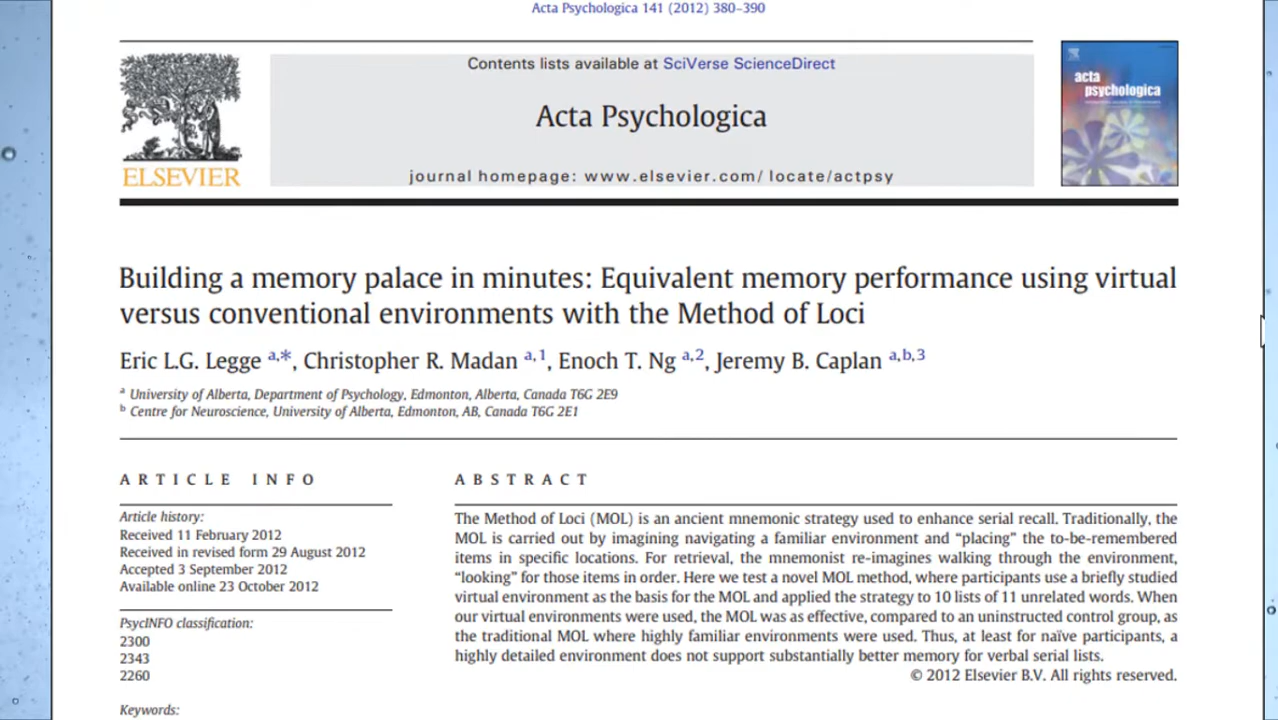 Acta Psychologica 141 (2012) 380–390
Contents lists available at SciVerse ScienceDirect
Acta Psychologica
journal homepage: www.elsevier.com/ locate/actpsy
ELSEVIER
acta
psychologica
Building a memory palace in minutes: Equivalent memory performance using virtual
versus conventional environments with the Method of Loci
Eric L.G. Legge a,*, Christopher R. Madan a,1, Enoch T. Ng a,2, Jeremy B. Caplan a,b,3
a University of Alberta, Department of Psychology, Edmonton, Alberta, Canada T6G 2E9
b Centre for Neuroscience, University of Alberta, Edmonton, AB, Canada T6G 2E1
ARTICLE INFO
Article history:
Received 11 February 2012
Received in revised form 29 August 2012
Accepted 3 September 2012
Available online 23 October 2012
PsycINFO classification:
2300
2343
2260
Keywords:
ABSTRACT
The Method of Loci (MOL) is an ancient mnemonic strategy used to enhance serial recall. Traditionally, the
MOL is carried out by imagining navigating a familiar environment and “placing” the to-be-remembered
items in specific locations. For retrieval, the mnemonist re-imagines walking through the environment,
“looking” for those items in order. Here we test a novel MOL method, where participants use a briefly studied
virtual environment as the basis for the MOL and applied the strategy to 10 lists of 11 unrelated words. When
our virtual environments were used, the MOL was as effective, compared to an uninstructed control group, as
the traditional MOL where highly familiar environments were used. Thus, at least for naïve participants, a
highly detailed environment does not support substantially better memory for verbal serial lists.
© 2012 Elsevier B.V. All rights reserved.